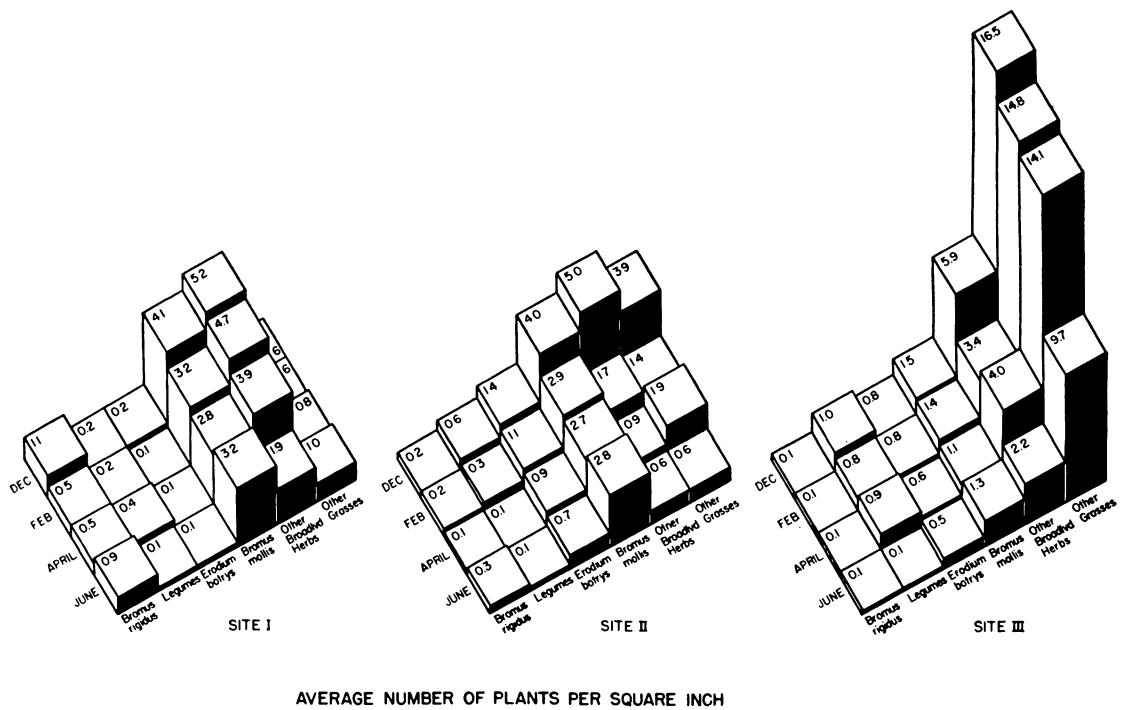 DEC 1.1 0.2 0.2 4.1 5.2 6
FEB 0.5 0.2 0.1 3.2 4.7 6
APRIL 0.5 0.4 0.1 2.8 3.9 0.8
JUNE 0.9 0.1 0.1 3.2 1.9 1.0
Bromus
rigidus
Legumes
Erodium
botrys
Bromus
mollis
Other
Broadlvd
Herbs
Other
Grasses
SITE I
DEC 0.2 0.6 1.4 4.0 5.0 3.9
FEB 0.2 0.3 1.1 2.9 1.7 1.4
APRIL 0.1 0.1 0.9 2.7 0.9 1.9
JUNE 0.3 0.1 0.7 2.8 0.6 0.6
Bromus
rigidus
Legumes
Erodium
botrys
Bromus
mollis
Other
Broadlvd
Herbs
Other
Grasses
SITE II
DEC 0.1 1.0 0.8 1.5 5.9 16.5
FEB 0.1 0.8 0.8 1.4 3.4 14.8
APRIL 0.1 0.9 0.6 1.1 4.0 14.1
JUNE 0.1 0.1 0.5 1.3 2.2 9.7
Bromus
rigidus
Legumes
Erodium
botrys
Bromus
mollis
Other
Broadlvd
Herbs
Other
Grasses
SITE III
AVERAGE NUMBER OF PLANTS PER SQUARE INCH